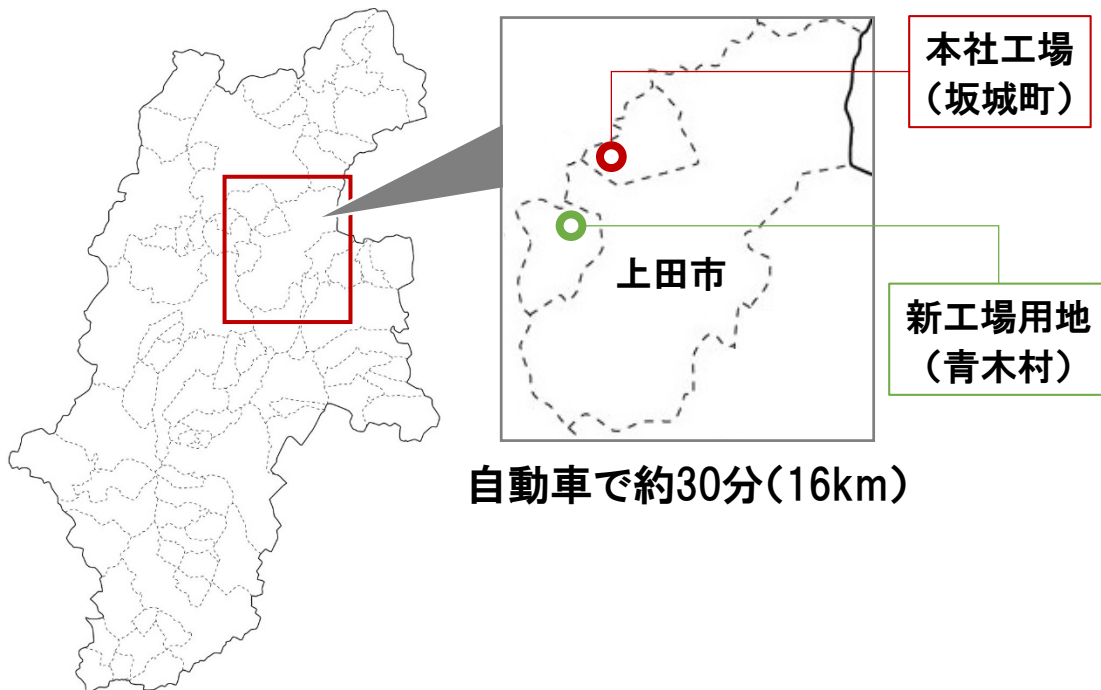 本社工場
（坂城町）
上田市
新工場用地
（青木村）
自動車で約30分（16km）